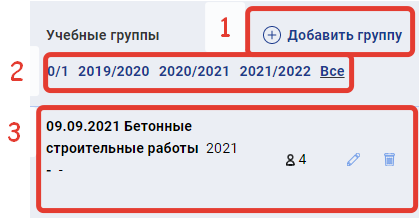 Учебные группы 1 Добавить группу
2 0/1 2019/2020 2020/2021 2021/2022 Все
3 09.09.2021 Бетонные
строительные работы 2021 4
- -